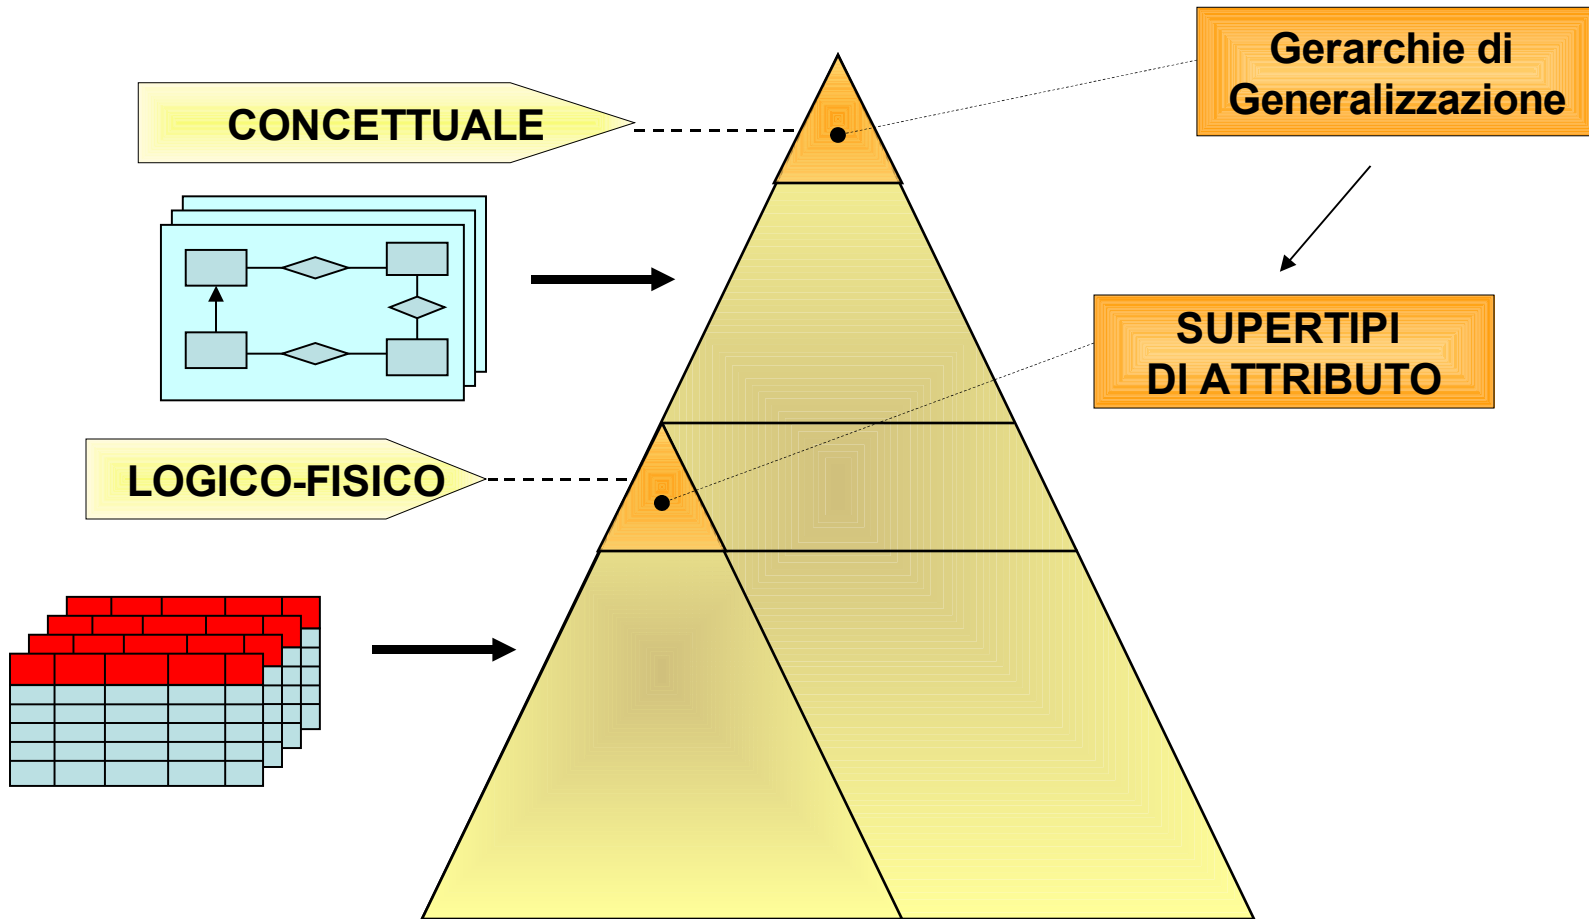 Gerarchie di
Generalizzazione
CONCETTUALE
SUPERTIPI
DI ATTRIBUTO
LOGICO-FISICO